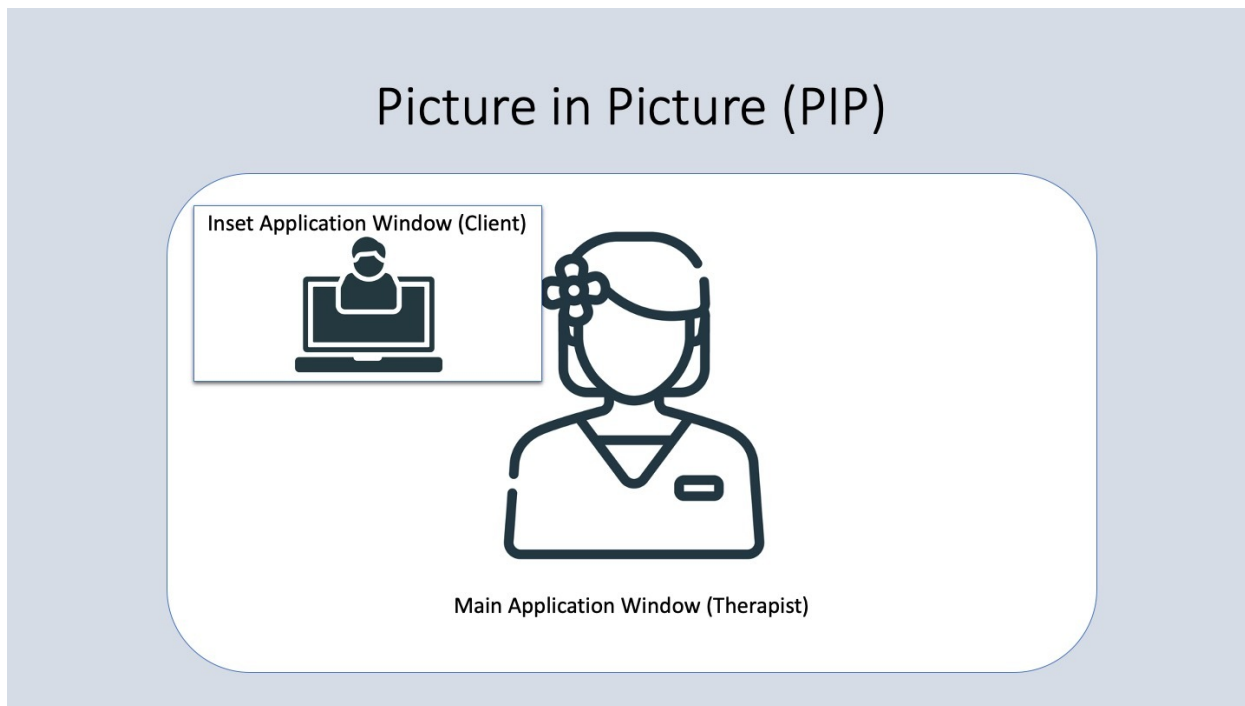 Picture in Picture (PIP)
Inset Application Window (Client)
Main Application Window (Therapist)